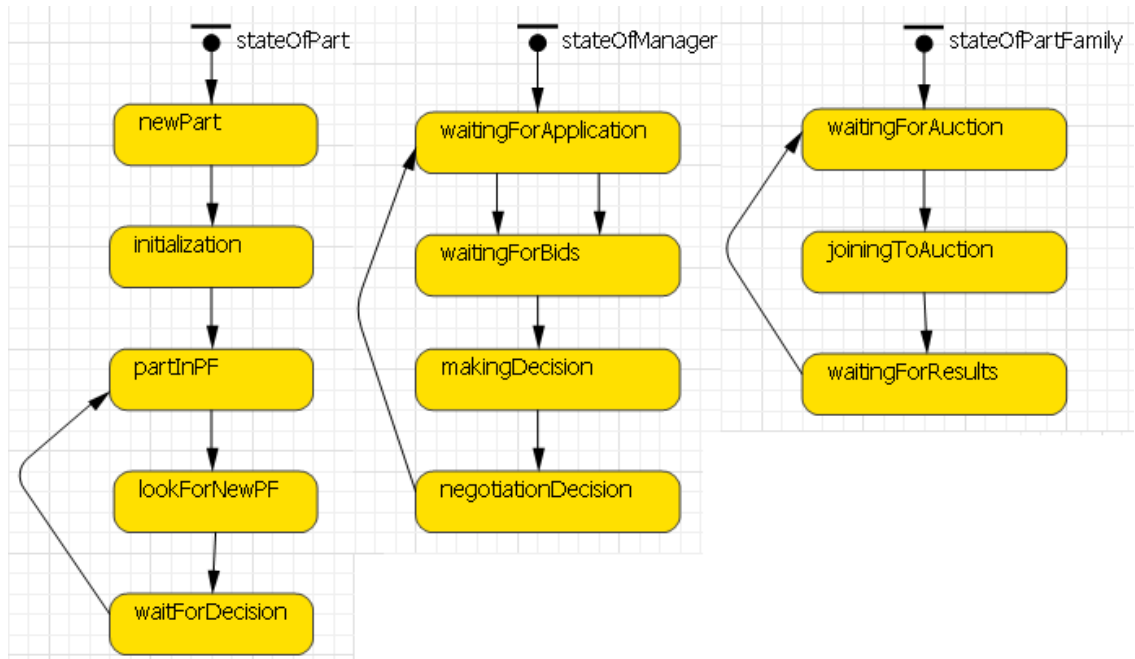 stateOfPart
newPart
initialization
partInPF
lookForNewPF
waitForDecision
stateOfManager
waitingForApplication
waitingForBids
makingDecision
negotiationDecision
stateOfPartFamily
waitingForAuction
joiningToAuction
waitingForResults